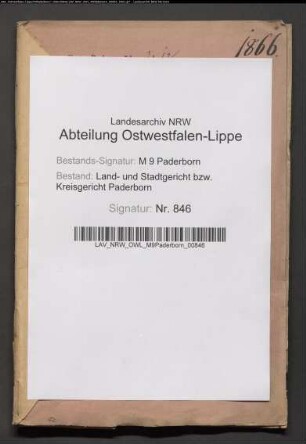 1866.
Landesarchiv NRW
Abteilung Ostwestfalen-Lippe
Bestands-Signatur: M 9 Paderborn
Bestand: Land- und Stadtgericht bzw.
Kreisgericht Paderborn
Signatur: Nr. 846
LAV_NRW_OWL_M9Paderborn_00846